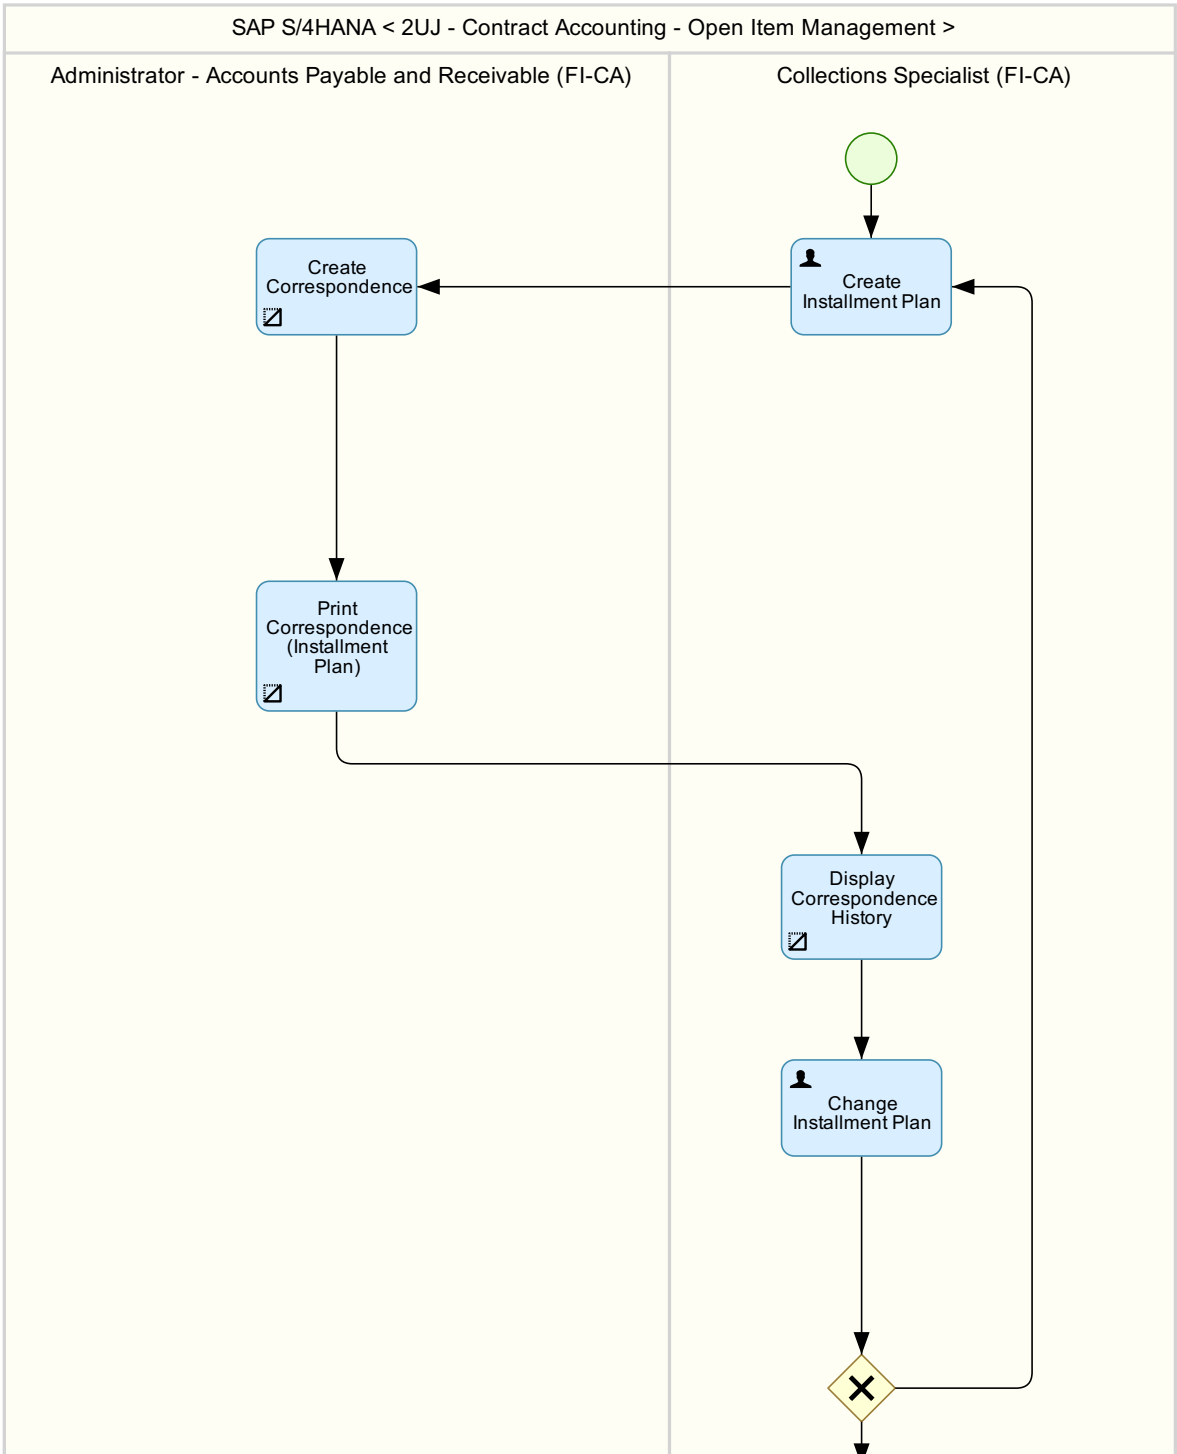 SAP S/4HANA < 2UJ - Contract Accounting - Open Item Management >
Administrator - Accounts Payable and Receivable (FI-CA)
Collections Specialist (FI-CA)
Create
Correspondence
Create
Installment Plan
Print
Correspondence
(Installment
Plan)
Display
Correspondence
History
Change
Installment Plan